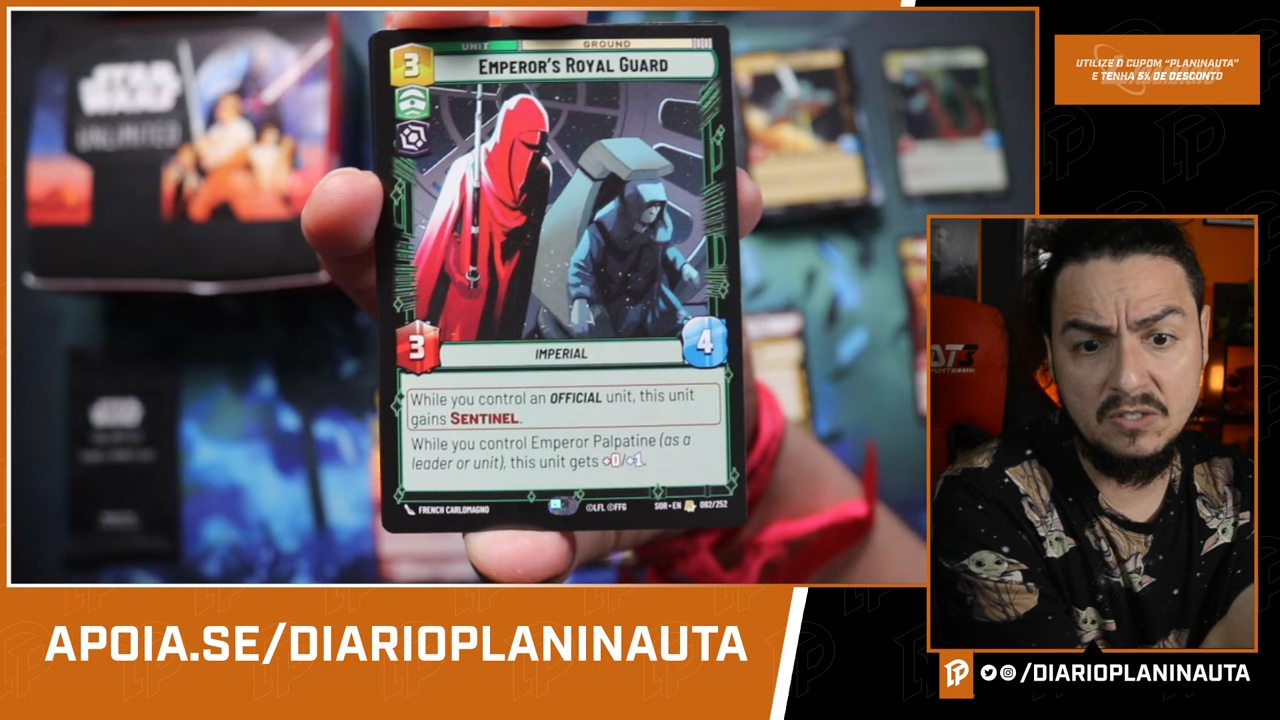 STAR
WARS
UNLIMITED
UNIT
GROUND
3
EMPEROR'S ROYAL GUARD
3
IMPERIAL
4
While you control an OFFICIAL unit, this unit
gains SENTINEL.
While you control Emperor Palpatine (as a
leader or unit), this unit gets +0/+1.
FRENCH CARLOMAGNO
©LFL ©FFG
SOR • EN
082/252
UTILIZE O CUPOM "PLANINAUTA"
E TENHA 5% DE DESCONTO
APOIA.SE/DIARIOPLANINAUTA
/DIARIOPLANINAUTA